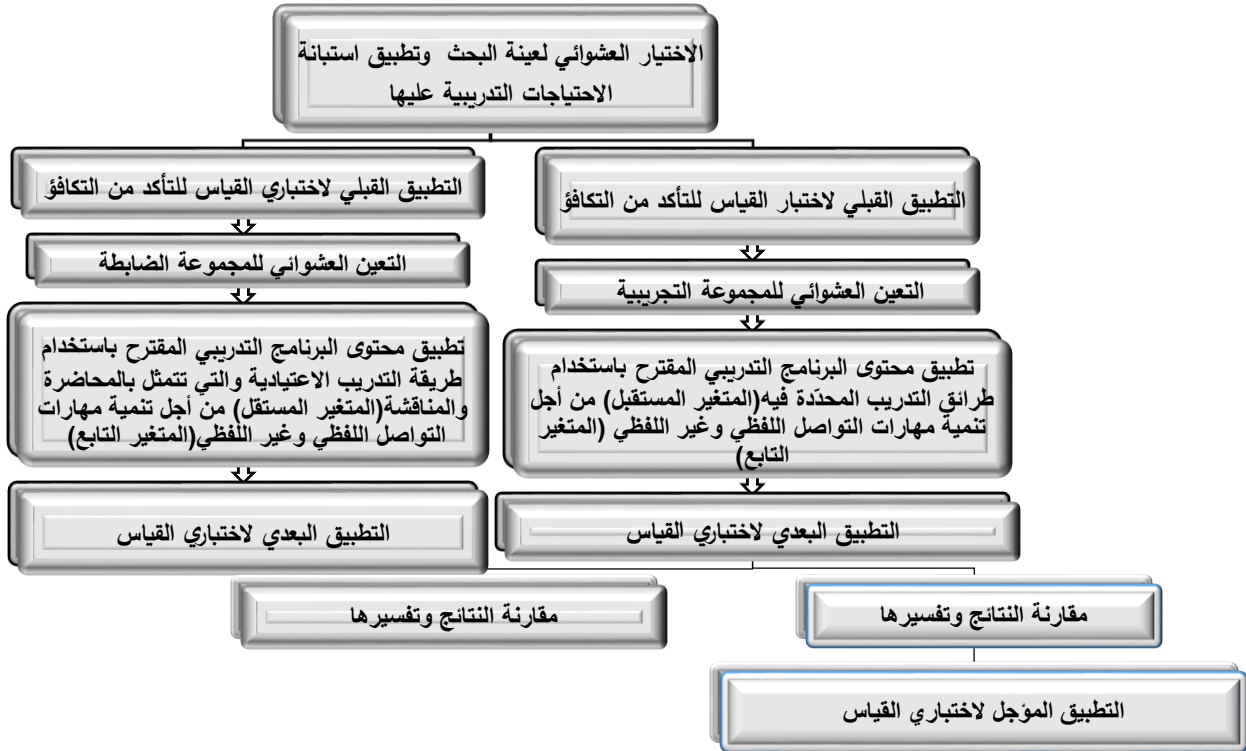 الاختيار العشوائي لعينة البحث وتطبيق استبانة
الاحتياجات التدريبية عليها
التطبيق القبلي لاختبار القياس للتأكد من التكافؤ
التطبيق القبلي لاختباري القياس للتأكد من التكافؤ
التعين العشوائي للمجموعة التجريبية
التعين العشوائي للمجموعة الضابطة
تطبيق محتوى البرنامج التدريبي المقترح باستخدام
طرائق التدريب المحدّدة فيه(المتغير المستقبل) من أجل
تنمية مهارات التواصل اللفظي وغير اللفظي (المتغير
التابع)
تطبيق محتوى البرنامج التدريبي المقترح باستخدام
طريقة التدريب الاعتيادية والتي تتمثل بالمحاضرة
والمناقشة(المتغير المستقل) من أجل تنمية مهارات
التواصل اللفظي وغير اللفظي(المتغير التابع)
التطبيق البعدي لاختباري القياس
التطبيق البعدي لاختباري القياس
مقارنة النتائج وتفسيرها
مقارنة النتائج وتفسيرها
التطبيق المؤجل لاختباري القياس